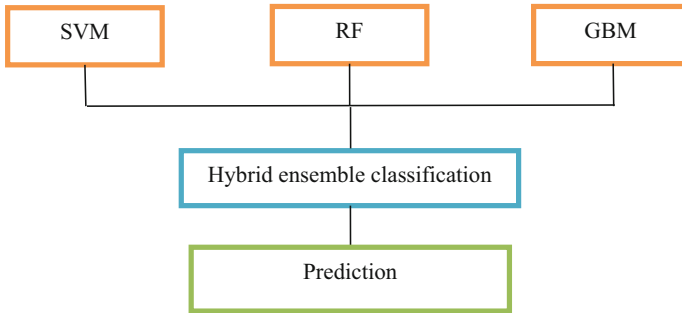 SVM
RF
GBM
Hybrid ensemble classification
Prediction